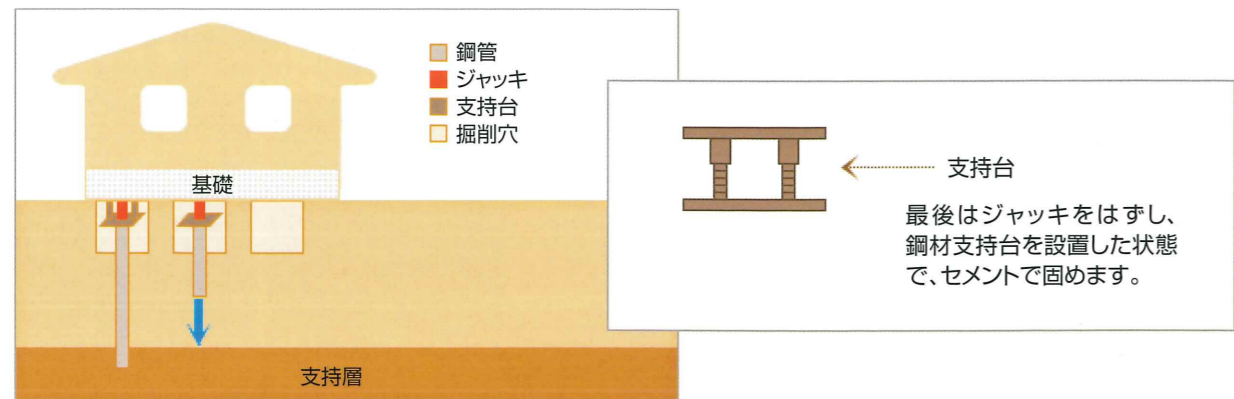 鋼管
ジャッキ
支持台
掘削穴
基礎
支持層
支持台
最後はジャッキをはずし、
鋼材支持台を設置した状態
で、セメントで固めます。